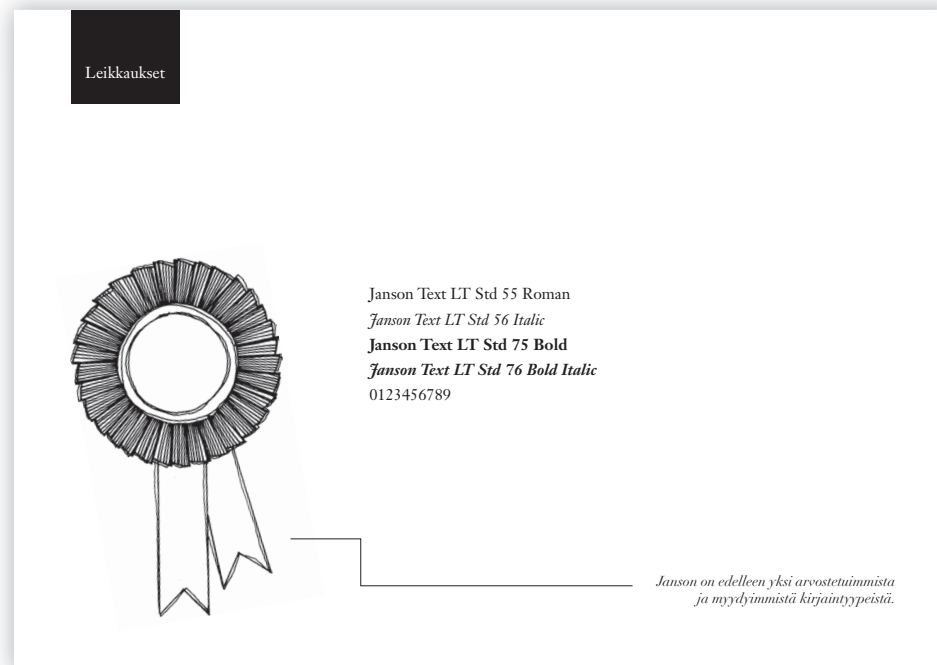 Leikkaukset
Janson Text LT Std 55 Roman
Janson Text LT Std 56 Italic
Janson Text LT Std 75 Bold
Janson Text LT Std 76 Bold Italic
0123456789
Janson on edelleen yksi arvostetuimmista
ja myydyimmistä kirjaintyypeistä.